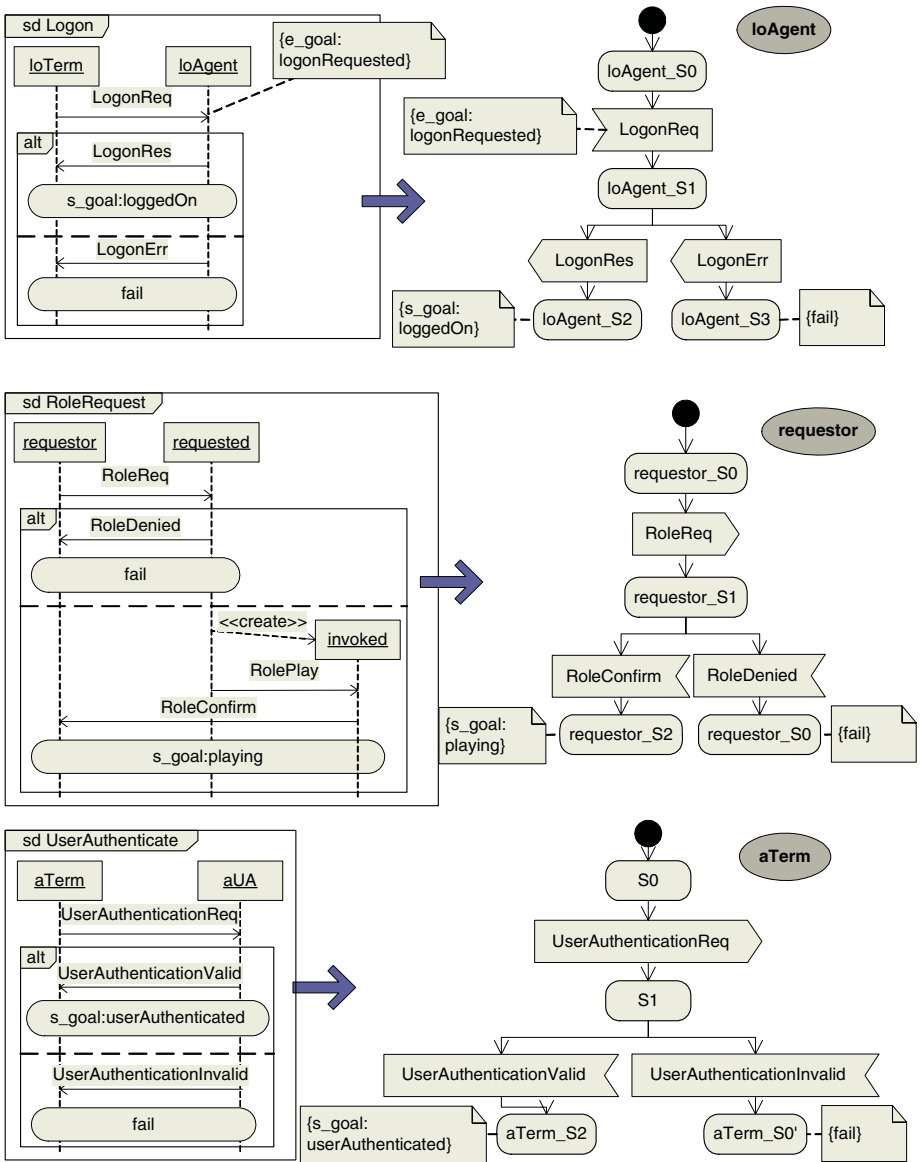 sd Logon
loTerm
loAgent
{e_goal:
logonRequested}
LogonReq
alt
LogonRes
s_goal:loggedOn
LogonErr
fail
loAgent
loAgent_S0
{e_goal:
logonRequested}
LogonReq
loAgent_S1
LogonRes
LogonErr
{s_goal:
loggedOn}
loAgent_S2
loAgent_S3
{fail}
sd RoleRequest
requestor
requested
RoleReq
alt
RoleDenied
fail
<<create>>
invoked
RolePlay
RoleConfirm
s_goal:playing
requestor
requestor_S0
RoleReq
requestor_S1
RoleConfirm
RoleDenied
{s_goal:
playing}
requestor_S2
requestor_S0
{fail}
sd UserAuthenticate
aTerm
aUA
UserAuthenticationReq
alt
UserAuthenticationValid
s_goal:userAuthenticated
UserAuthenticationInvalid
fail
aTerm
S0
UserAuthenticationReq
S1
UserAuthenticationValid
UserAuthenticationInvalid
{s_goal:
userAuthenticated}
aTerm_S2
aTerm_S0'
{fail}